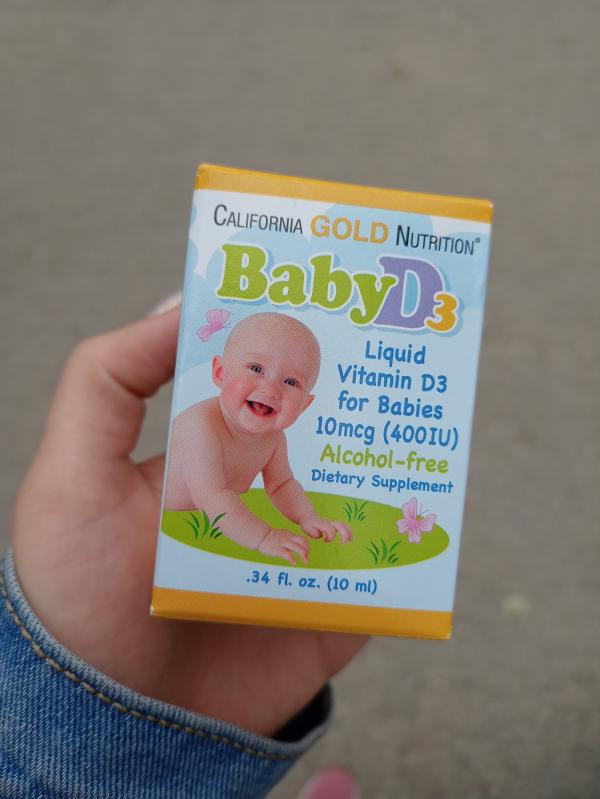 CALIFORNIA GOLD NUTRITION®
BabyD3
Liquid
Vitamin D3
for Babies
10mcg (400IU)
Alcohol-free
Dietary Supplement
.34 fl. oz. (10 ml)